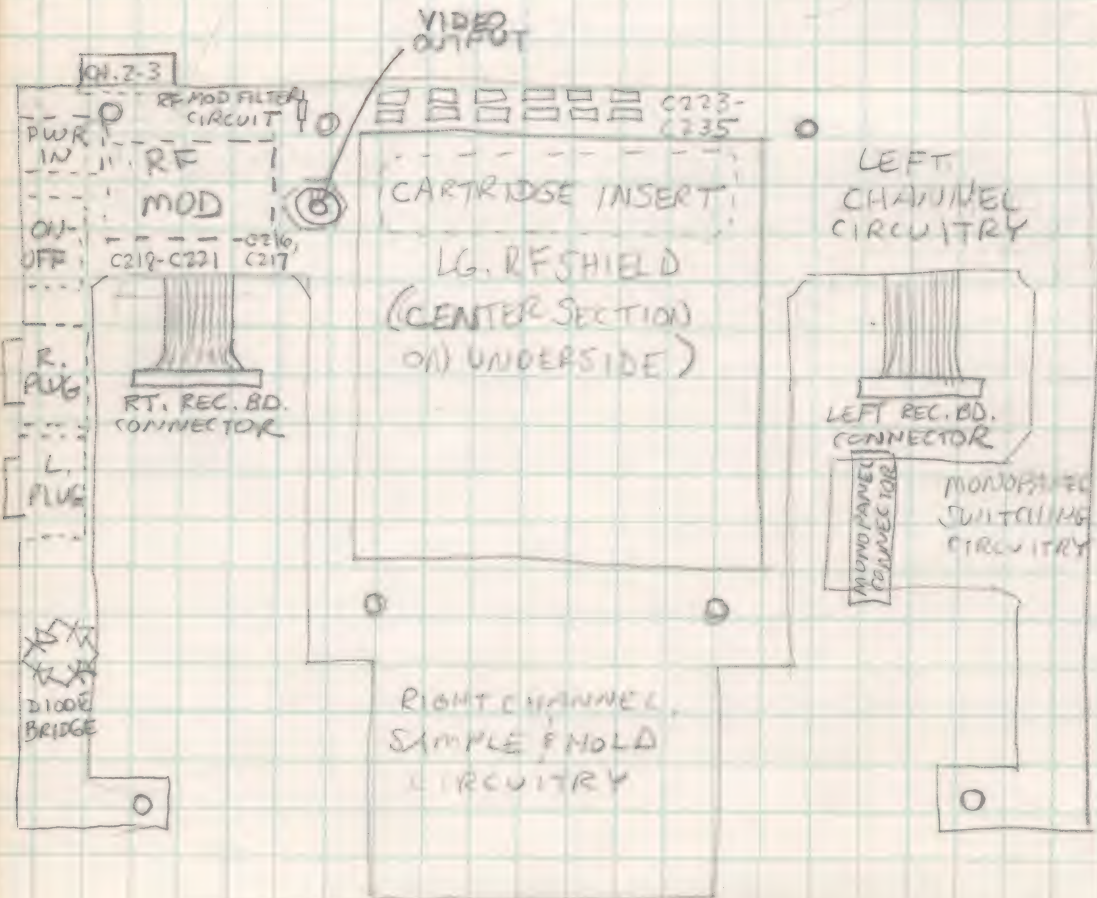 VIDEO
OUTPUT
CH.2-3
RF MOD FILTER
CIRCUIT
C223-
C235
PWR
IN
RF
MOD
CARTRIDGE INSERT
LEFT
CHANNEL
CIRCUITRY
ON-
OFF
C216,
C217
C218-C221
LG. RF SHIELD
(CENTER SECTION
ON UNDERSIDE)
R.
PLUG
RT. REC. BD.
CONNECTOR
LEFT REC. BD.
CONNECTOR
L.
PLUG
MONOPANEL
CONNECTOR
MONOPANEL
SWITCHING
CIRCUITRY
DIODE
BRIDGE
RIGHT CHANNEL,
SAMPLE & HOLD
CIRCUITRY